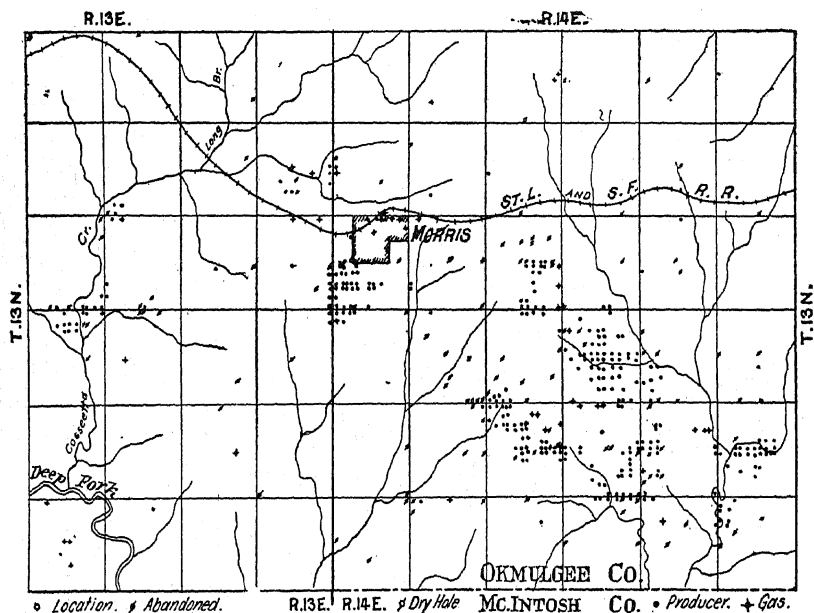 R.13E. R.14E.
Long Br.
ST.L. AND S.F. R.R.
Cr.
MORRIS
T.13N. T.13N.
Coeseema
Deep Fork
OKMULGEE Co.
Location. Abandoned. R.13E. R.14E. Dry Hole Mc.INTOSH Co. Producer. Gas.